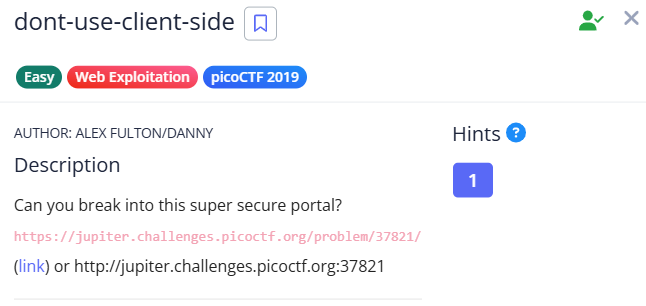 dont-use-client-side
Easy Web Exploitation picoCTF 2019
AUTHOR: ALEX FULTON/DANNY
Hints ?
1
Description
Can you break into this super secure portal?
https://jupiter.challenges.picoctf.org/problem/37821/
(link) or http://jupiter.challenges.picoctf.org:37821